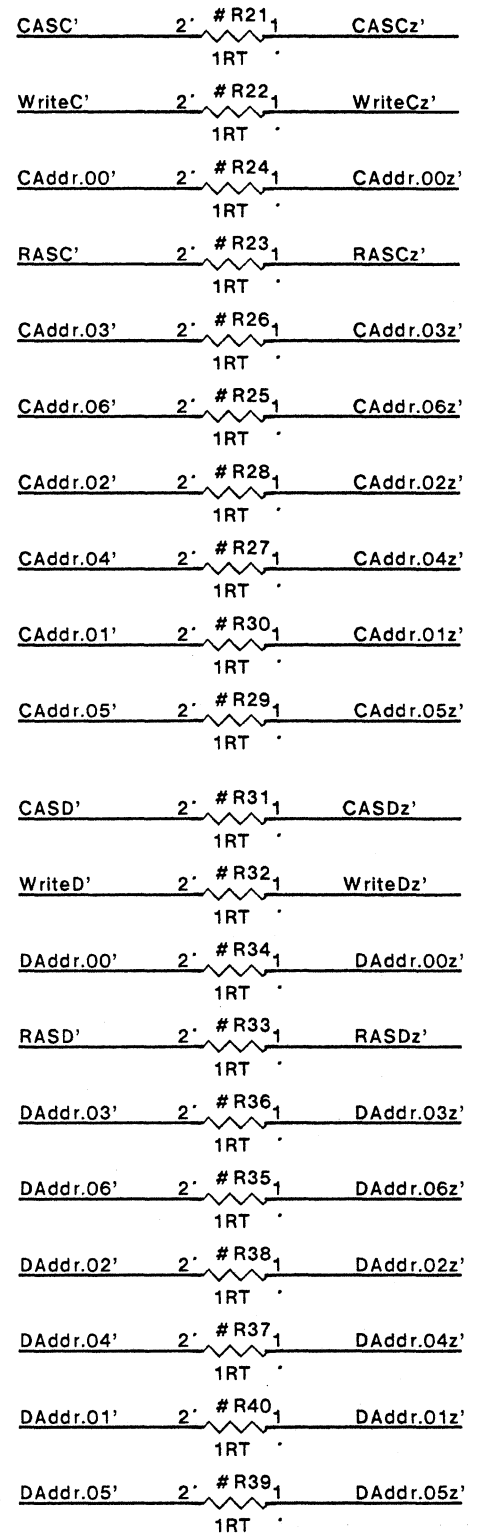 CASC' 2' #R21 1 CASCz'
1RT
WriteC' 2' #R22 1 WriteCz'
1RT
CAddr.00' 2' #R24 1 CAddr.00z'
1RT
RASC' 2' #R23 1 RASCz'
1RT
CAddr.03' 2' #R26 1 CAddr.03z'
1RT
CAddr.06' 2' #R25 1 CAddr.06z'
1RT
CAddr.02' 2' #R28 1 CAddr.02z'
1RT
CAddr.04' 2' #R27 1 CAddr.04z'
1RT
CAddr.01' 2' #R30 1 CAddr.01z'
1RT
CAddr.05' 2' #R29 1 CAddr.05z'
1RT
CASD' 2' #R31 1 CASDz'
1RT
WriteD' 2' #R32 1 WriteDz'
1RT
DAddr.00' 2' #R34 1 DAddr.00z'
1RT
RASD' 2' #R33 1 RASDz'
1RT
DAddr.03' 2' #R36 1 DAddr.03z'
1RT
DAddr.06' 2' #R35 1 DAddr.06z'
1RT
DAddr.02' 2' #R38 1 DAddr.02z'
1RT
DAddr.04' 2' #R37 1 DAddr.04z'
1RT
DAddr.01' 2' #R40 1 DAddr.01z'
1RT
DAddr.05' 2' #R39 1 DAddr.05z'
1RT